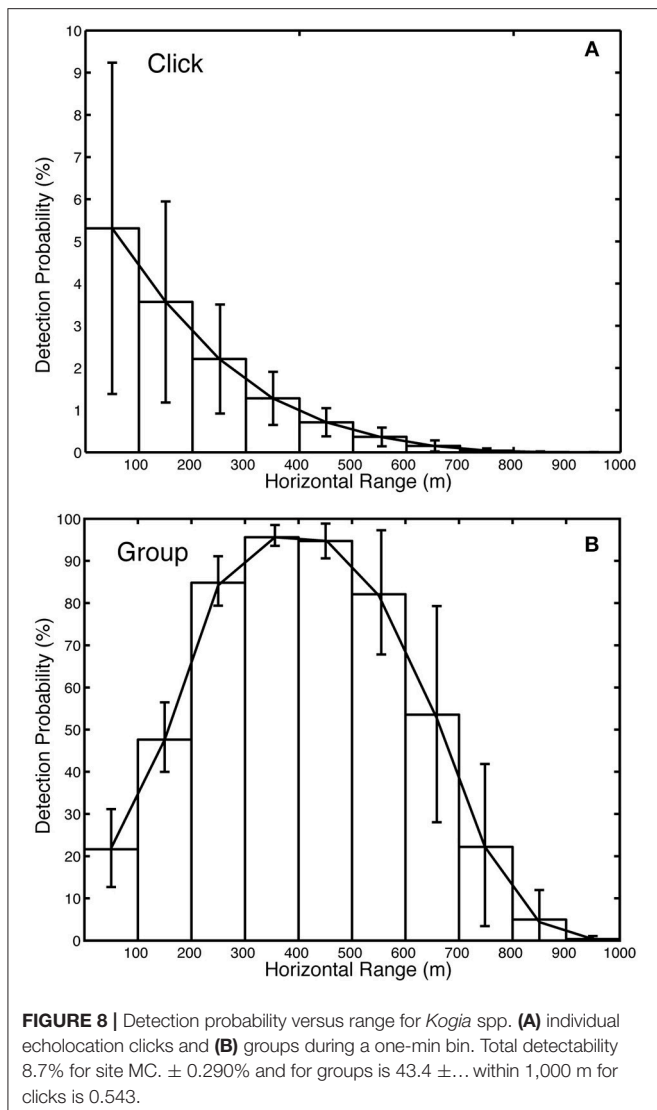 Click
A
10
9
8
7
6
5
4
3
2
1
0
Detection Probability (%)
100 200 300 400 500 600 700 800 900 1000
Horizontal Range (m)
Group
B
100
90
80
70
60
50
40
30
20
10
0
Detection Probability (%)
100 200 300 400 500 600 700 800 900 1000
Horizontal Range (m)
FIGURE 8 | Detection probability versus range for Kogia spp. (A) individual
echolocation clicks and (B) groups during a one-min bin. Total detectability
8.7% for site MC. ± 0.290% and for groups is 43.4 ±... within 1,000 m for
clicks is 0.543.